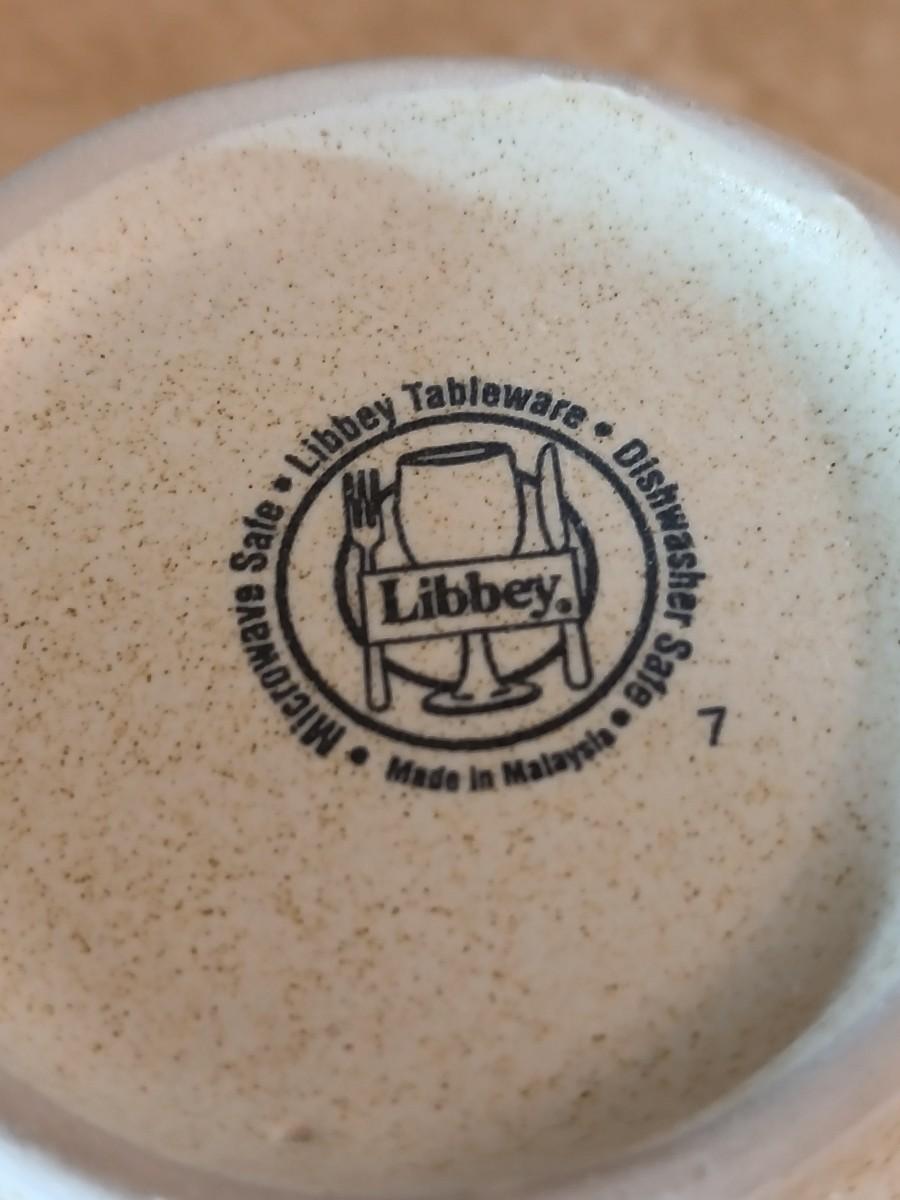 Libbey Tableware • Dishwasher Safe • Made in Malaysia • Microwave Safe •
Libbey.
7